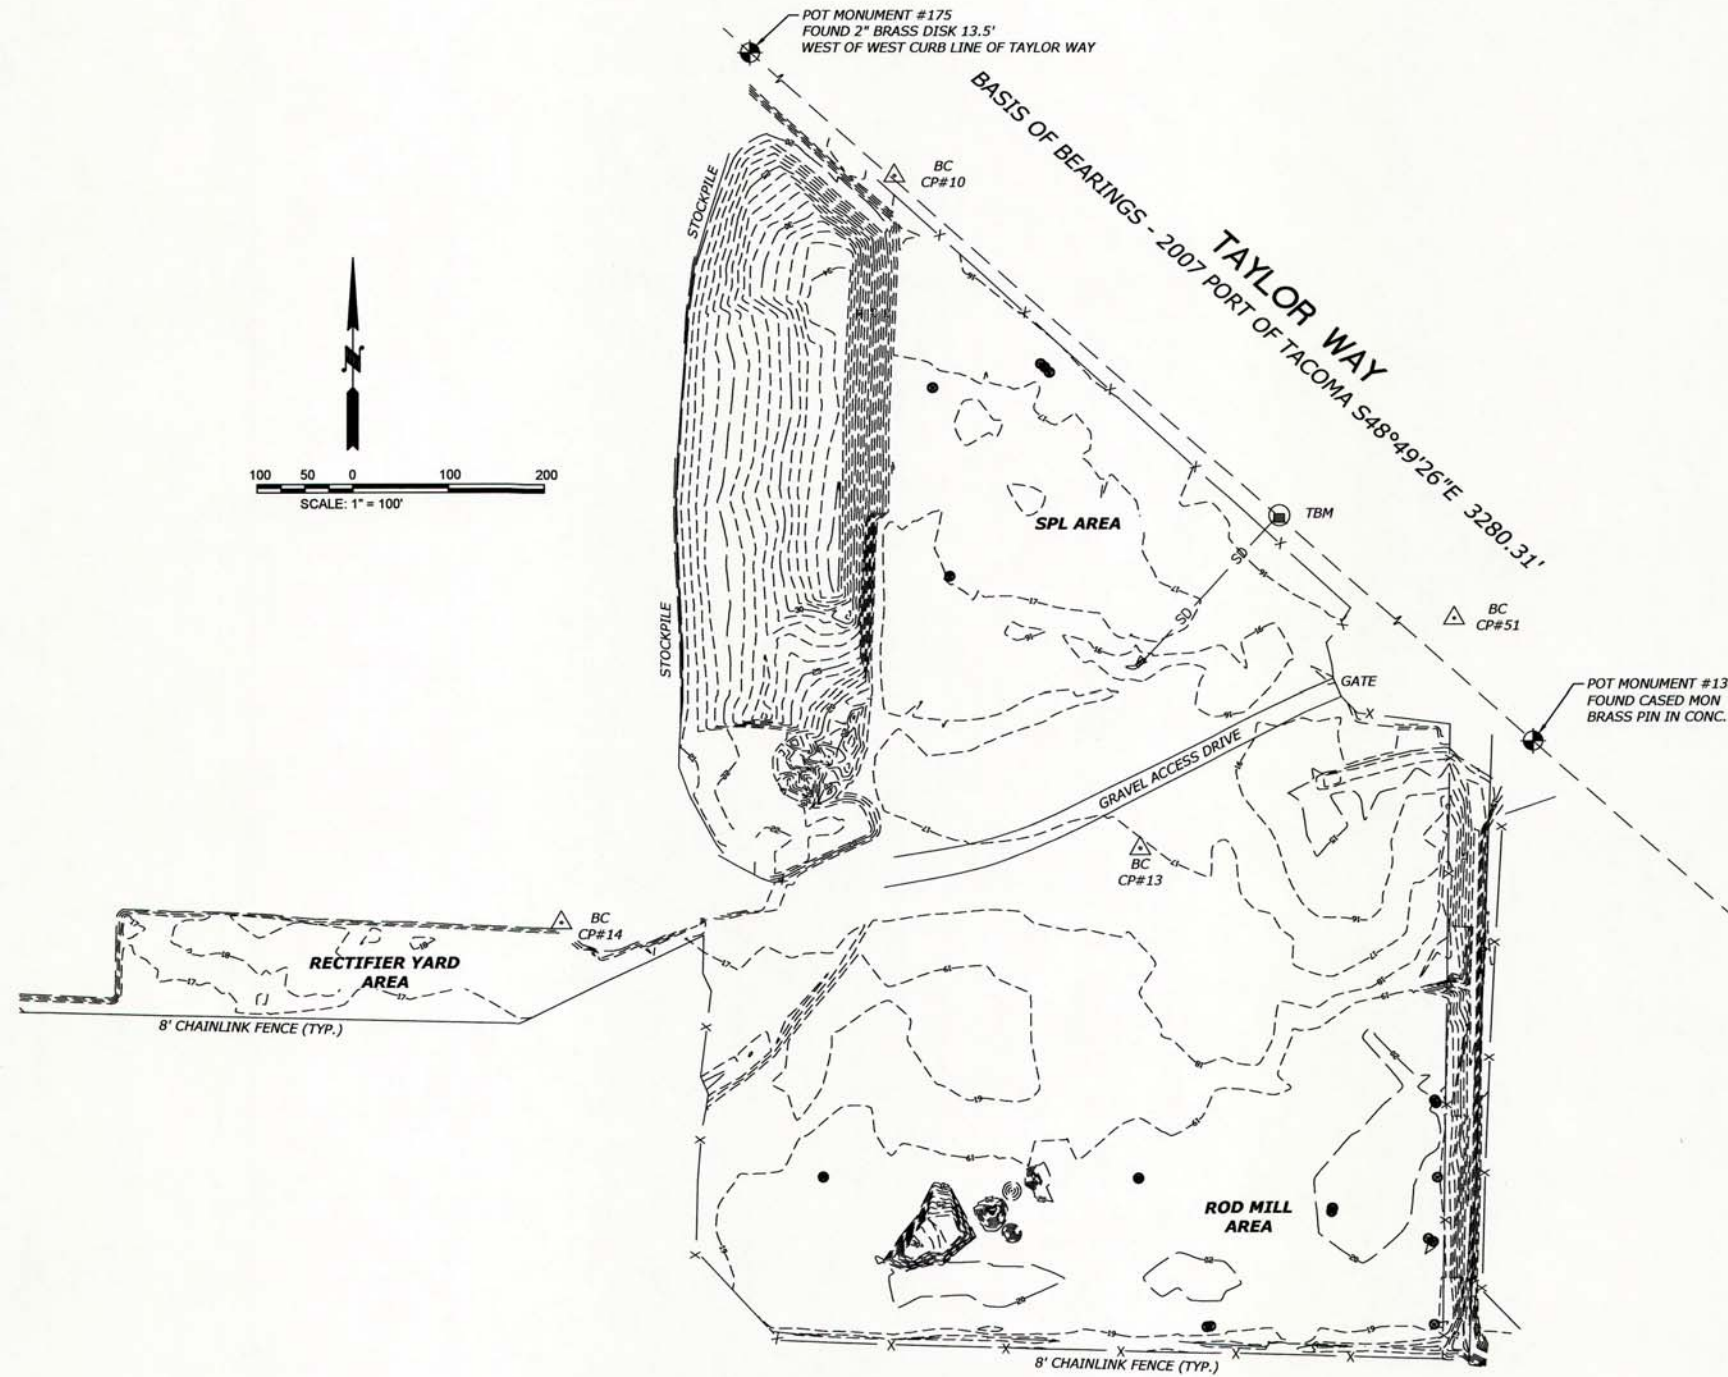 POT MONUMENT #175
FOUND 2" BRASS DISK 13.5'
WEST OF WEST CURB LINE OF TAYLOR WAY
BASIS OF BEARINGS - 2007 PORT OF TACOMA S48°49'26"E 3280.31'
TAYLOR WAY
BC
CP#10
STOCKPILE
N
100 50 0 100 200
SCALE: 1" = 100'
SPL AREA
TBM
SD
SD
BC
CP#51
STOCKPILE
GATE
POT MONUMENT #13
FOUND CASED MON
BRASS PIN IN CONC.
GRAVEL ACCESS DRIVE
BC
CP#13
BC
CP#14
RECTIFIER YARD
AREA
8' CHAINLINK FENCE (TYP.)
ROD MILL
AREA
8' CHAINLINK FENCE (TYP.)